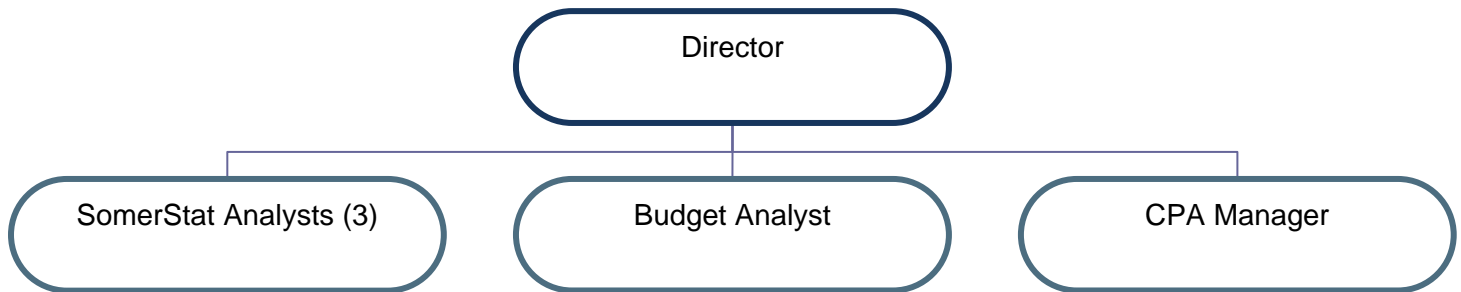 Director
SomerStat Analysts (3)
Budget Analyst
CPA Manager